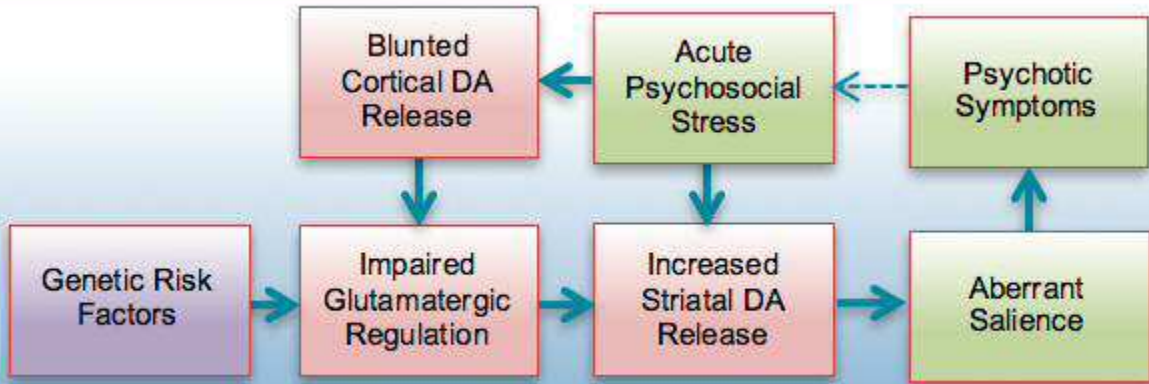 Blunted
Cortical DA
Release
Acute
Psychosocial
Stress
Psychotic
Symptoms
Genetic Risk
Factors
Impaired
Glutamatergic
Regulation
Increased
Striatal DA
Release
Aberrant
Salience